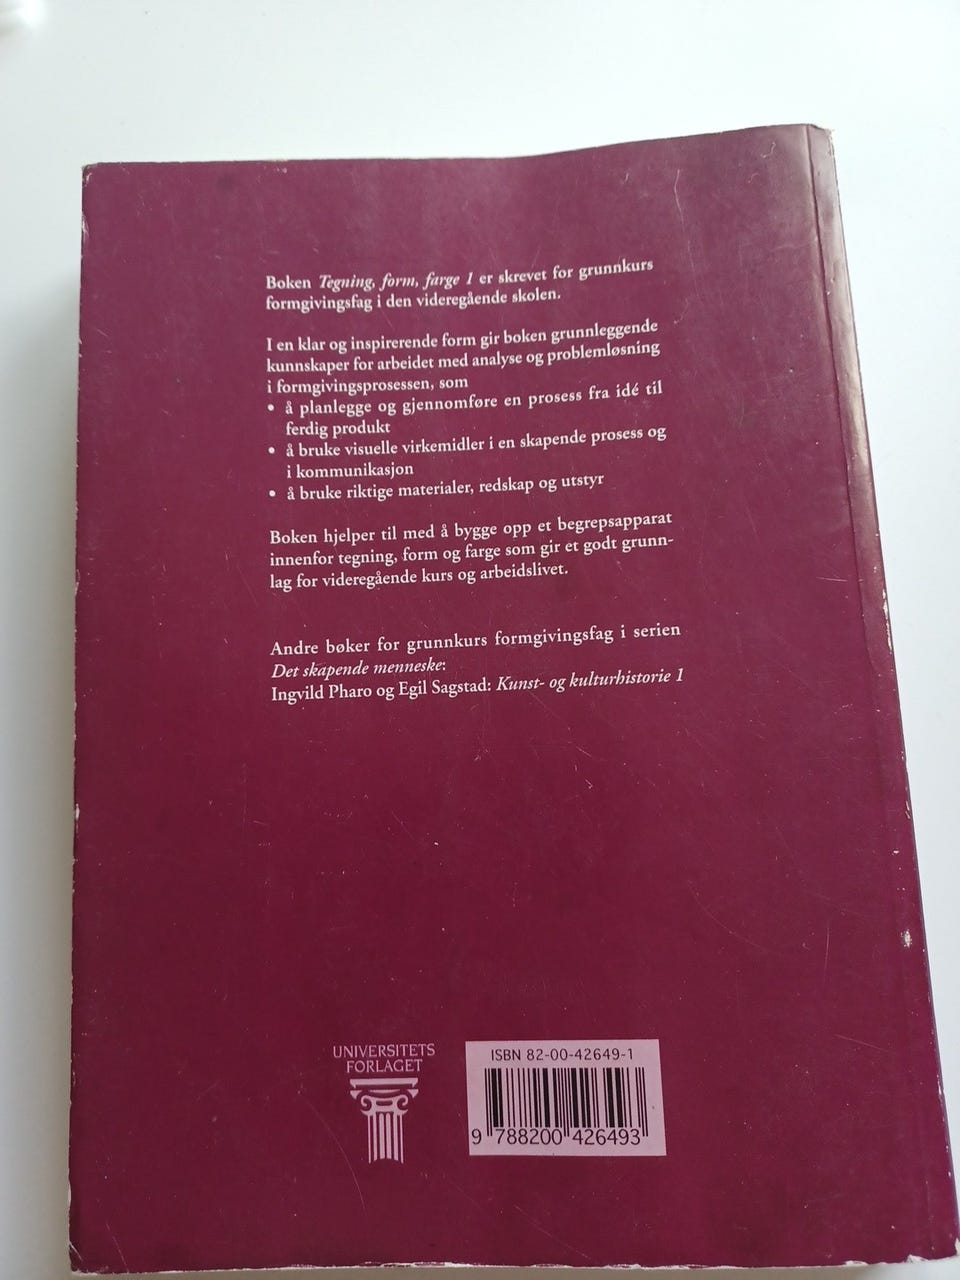 Boken Tegning, form, farge 1 er skrevet for grunnkurs
formgivingsfag i den videregående skolen.
I en klar og inspirerende form gir boken grunnleggende
kunnskaper for arbeidet med analyse og problemløsning
i formgivingsprosessen, som
• å planlegge og gjennomføre en prosess fra idé til
ferdig produkt
• å bruke visuelle virkemidler i en skapende prosess og
i kommunikasjon
• å bruke riktige materialer, redskap og utstyr
Boken hjelper til med å bygge opp et begrepsapparat
innenfor tegning, form og farge som gir et godt grunn-
lag for videregående kurs og arbeidslivet.
Andre bøker for grunnkurs formgivingsfag i serien
Det skapende menneske:
Ingvild Pharo og Egil Sagstad: Kunst- og kulturhistorie 1
UNIVERSITETS
FORLAGET
ISBN 82-00-42649-1
9 788200 426493